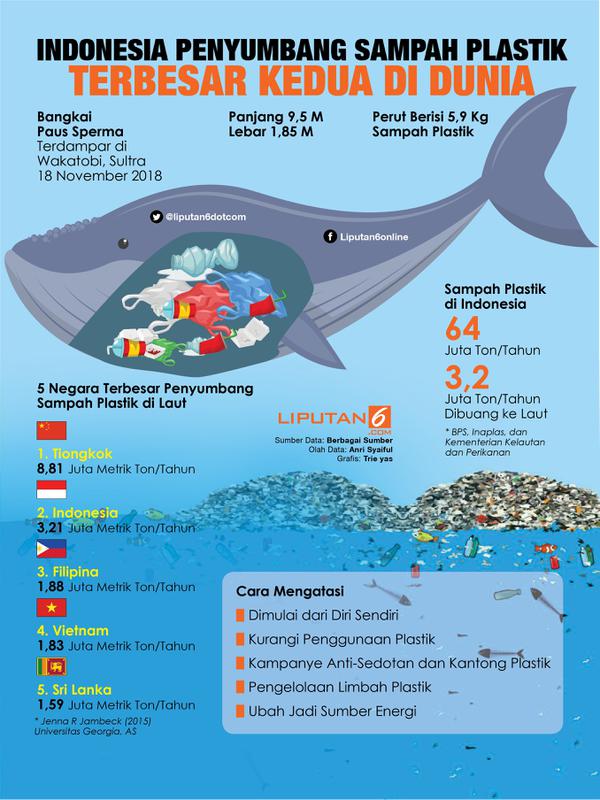 INDONESIA PENYUMBANG SAMPAH PLASTIK
TERBESAR KEDUA DI DUNIA
Bangkai
Paus Sperma
Terdampar di
Wakatobi, Sultra
18 November 2018
Panjang 9,5 M
Lebar 1,85 M
Perut Berisi 5,9 Kg
Sampah Plastik
@liputan6dotcom
Liputan6online
Sampah Plastik
di Indonesia
64
Juta Ton/Tahun
3,2
Juta Ton/Tahun
Dibuang ke Laut
* BPS, Inaplas, dan
Kementerian Kelautan
dan Perikanan
5 Negara Terbesar Penyumbang
Sampah Plastik di Laut
1. Tiongkok
8,81 Juta Metrik Ton/Tahun
2. Indonesia
3,21 Juta Metrik Ton/Tahun
3. Filipina
1,88 Juta Metrik Ton/Tahun
4. Vietnam
1,83 Juta Metrik Ton/Tahun
5. Sri Lanka
1,59 Juta Metrik Ton/Tahun
* Jenna R Jambeck (2015)
Universitas Georgia, AS
LIPUTAN6
.COM
Sumber Data: Berbagai Sumber
Olah Data: Anri Syaiful
Grafis: Trie yas
Cara Mengatasi
Dimulai dari Diri Sendiri
Kurangi Penggunaan Plastik
Kampanye Anti-Sedotan dan Kantong Plastik
Pengelolaan Limbah Plastik
Ubah Jadi Sumber Energi